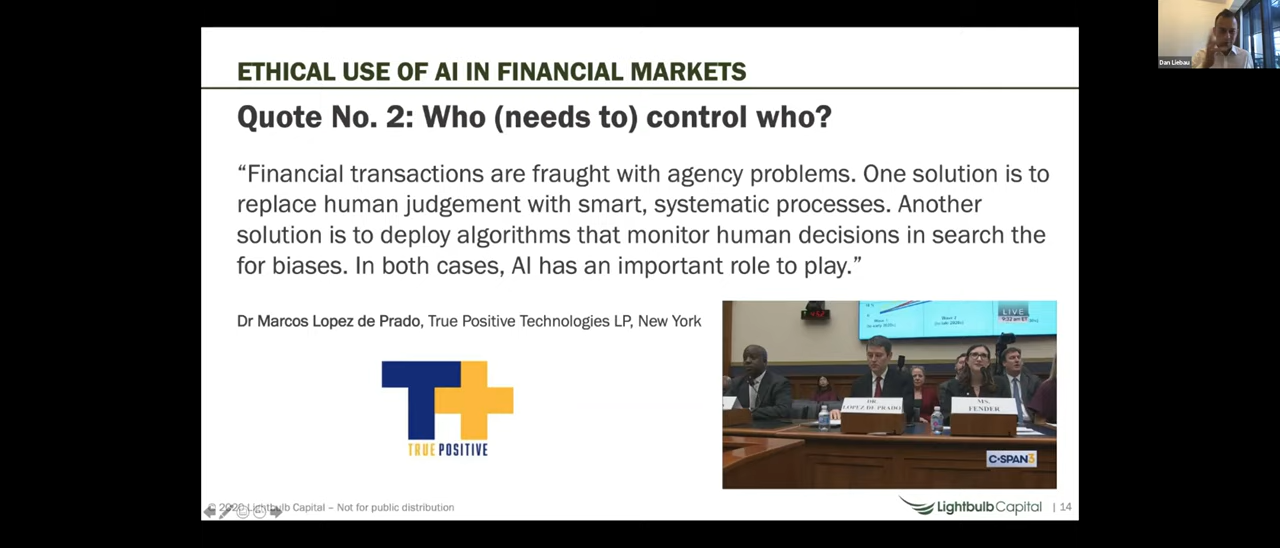 Dan Liebau
ETHICAL USE OF AI IN FINANCIAL MARKETS
Quote No. 2: Who (needs to) control who?
“Financial transactions are fraught with agency problems. One solution is to
replace human judgement with smart, systematic processes. Another
solution is to deploy algorithms that monitor human decisions in search the
for biases. In both cases, AI has an important role to play.”
Dr Marcos Lopez de Prado, True Positive Technologies LP, New York
T+
TRUE POSITIVE
LIVE
DR
LOPEZ DE PRADO
MS.
FENDER
C-SPAN3
© 2020 Lightbulb Capital – Not for public distribution
Lightbulb Capital
| 14